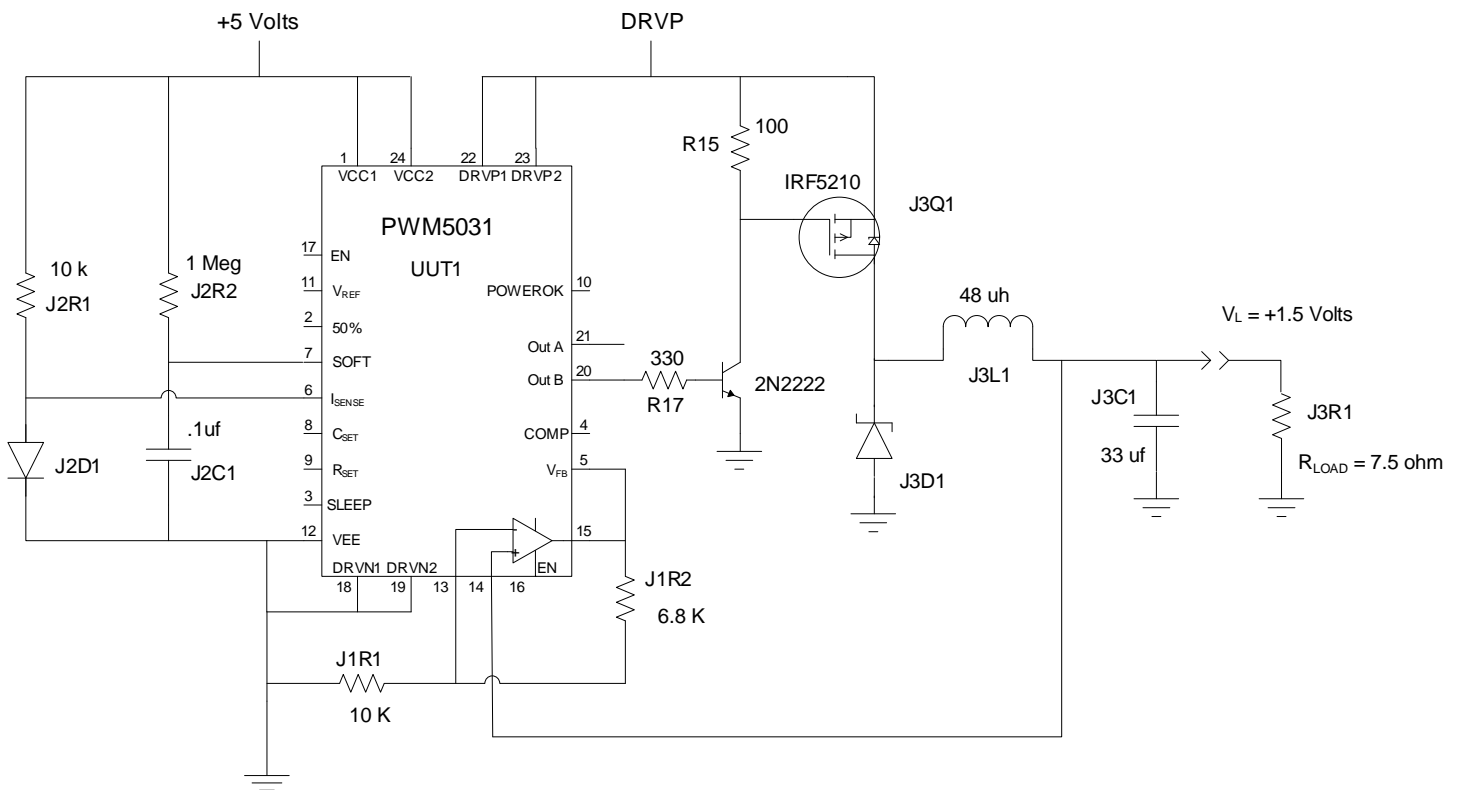 +5 Volts
DRVP
R15
100
1
24
22
23
VCC1
VCC2
DRVP1
DRVP2
IRF5210
J3Q1
PWM5031
UUT1
17
EN
10 k
J2R1
1 Meg
J2R2
11
VREF
POWEROK
10
2
50%
48 uh
J3L1
VL = +1.5 Volts
7
SOFT
Out A
21
6
ISENSE
Out B
20
330
R17
2N2222
8
CSET
COMP
4
.1uf
J2C1
J2D1
9
RSET
VFB
5
J3D1
J3C1
33 uf
J3R1
RLOAD = 7.5 ohm
3
SLEEP
12
VEE
-
+
15
DRVN1
DRVN2
EN
18
19
13
14
16
J1R2
6.8 K
J1R1
10 K